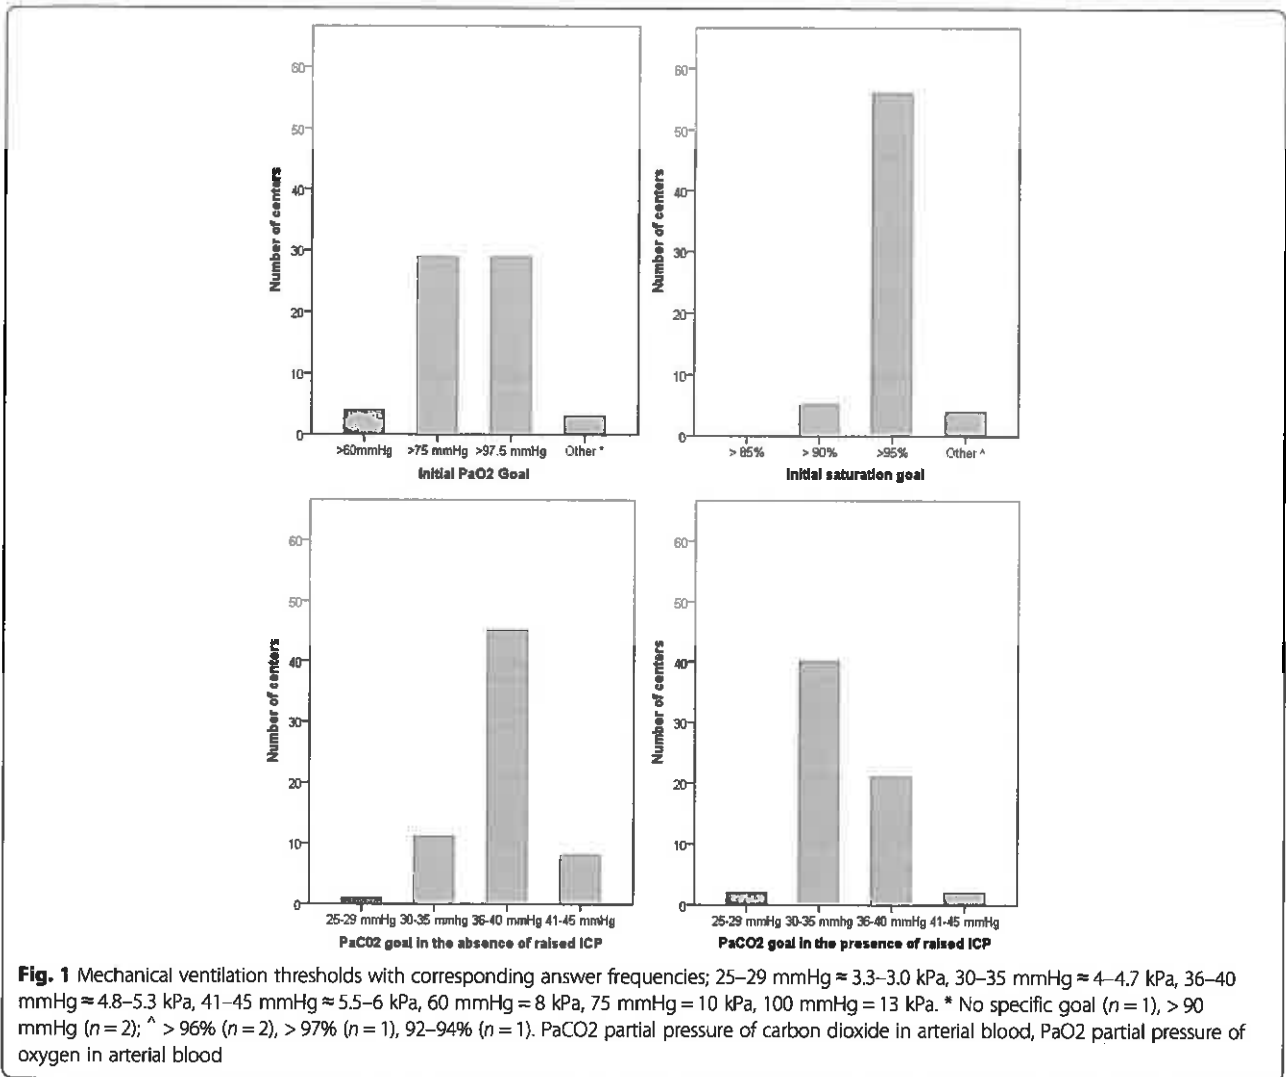 60
50
40
30
20
10
0
Number of centers
>60mmHg >75 mmHg >97.5 mmHg Other *
Initial PaO2 Goal
60
50
40
30
20
10
0
Number of centers
> 85% > 90% >95% Other ^
Initial saturation goal
60
50
40
30
20
10
0
Number of centers
25-29 mmHg 30-35 mmhg 36-40 mmHg 41-45 mmHg
PaCO2 goal in the absence of raised ICP
60
50
40
30
20
10
0
Number of centers
25-29 mmHg 30-35 mmhg 36-40 mmHg 41-45 mmHg
PaCO2 goal in the presence of raised ICP
Fig. 1 Mechanical ventilation thresholds with corresponding answer frequencies; 25–29 mmHg ≈ 3.3–3.0 kPa, 30–35 mmHg ≈ 4–4.7 kPa, 36–40
mmHg ≈ 4.8–5.3 kPa, 41–45 mmHg ≈ 5.5–6 kPa, 60 mmHg = 8 kPa, 75 mmHg = 10 kPa, 100 mmHg = 13 kPa. * No specific goal (n = 1), > 90
mmHg (n = 2); ^ > 96% (n = 2), > 97% (n = 1), 92–94% (n = 1). PaCO2 partial pressure of carbon dioxide in arterial blood, PaO2 partial pressure of
oxygen in arterial blood